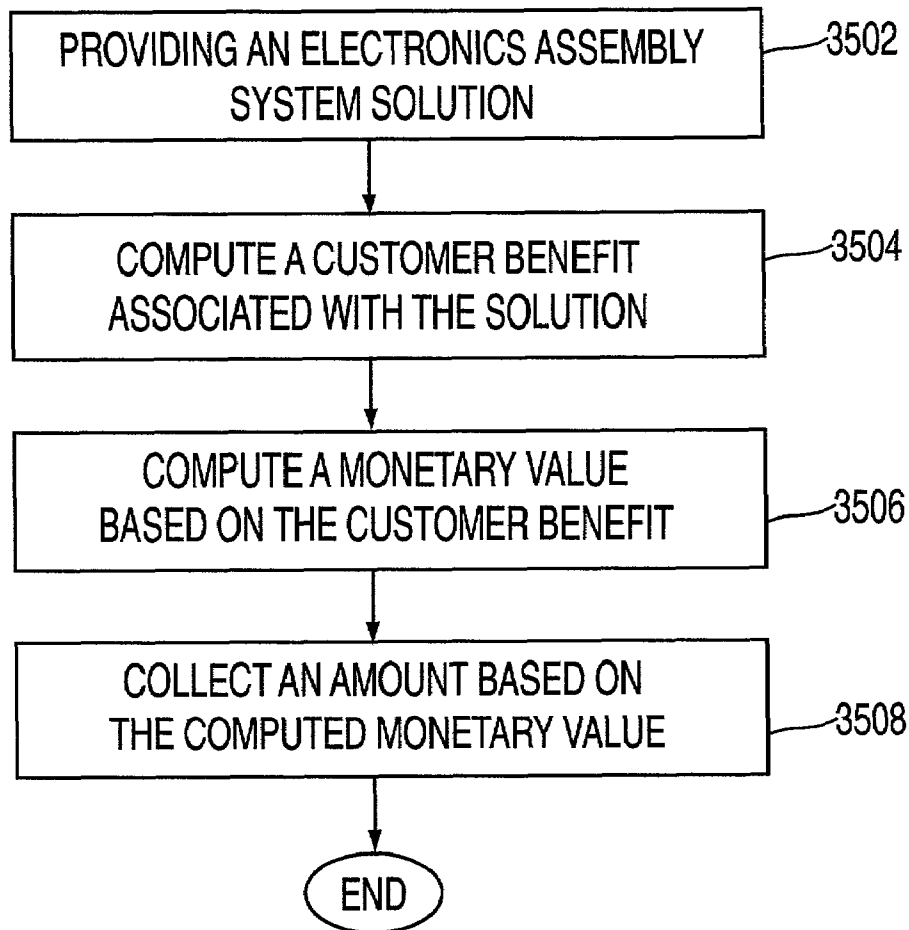 PROVIDING AN ELECTRONICS ASSEMBLY
SYSTEM SOLUTION
3502
COMPUTE A CUSTOMER BENEFIT
ASSOCIATED WITH THE SOLUTION
3504
COMPUTE A MONETARY VALUE
BASED ON THE CUSTOMER BENEFIT
3506
COLLECT AN AMOUNT BASED ON
THE COMPUTED MONETARY VALUE
3508
END